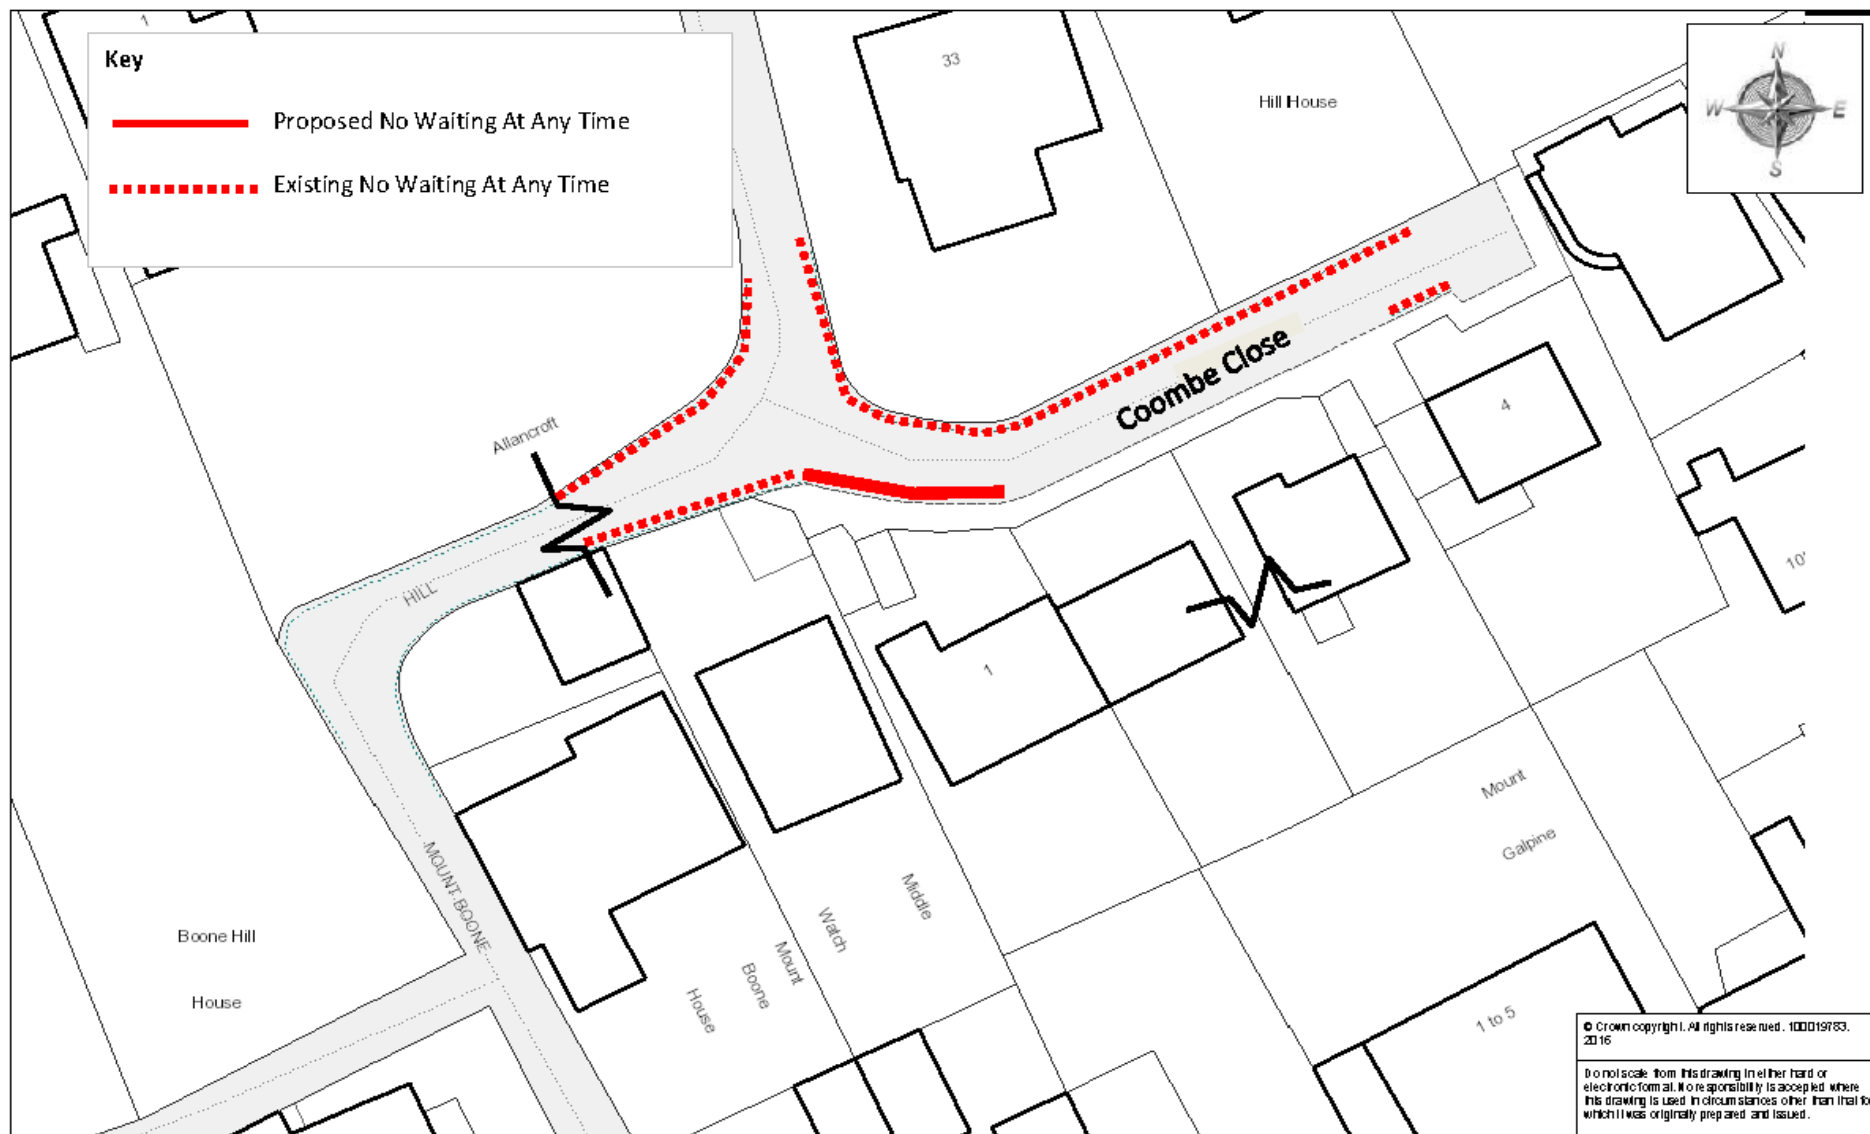 Key
Proposed No Waiting At Any Time
Existing No Waiting At Any Time
1
33
Hill House
N
W
E
S
Coombe Close
Allancroft
4
HILL
1
MOUNT BOONE
Boone Hill
House
Middle
Watch
Mount
Boone
House
Mount
Galpine
1 to 5
© Crown copyright. All rights reserved. 100019783.
2016
Do not scale from this drawing in either hard or
electronic format. No responsibility is accepted where
this drawing is used in circumstances other than that fo
which it was originally prepared and issued.